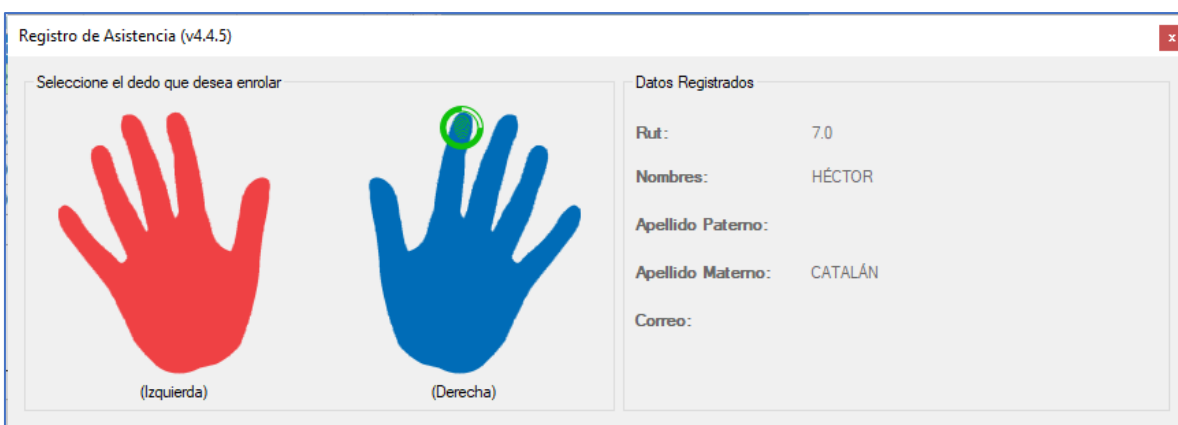 Registro de Asistencia (v4.4.5)
x
Seleccione el dedo que desea enrolar
(Izquierda)
(Derecha)
Datos Registrados
Rut: 7.0
Nombres: HÉCTOR
Apellido Paterno:
Apellido Materno: CATALÁN
Correo: